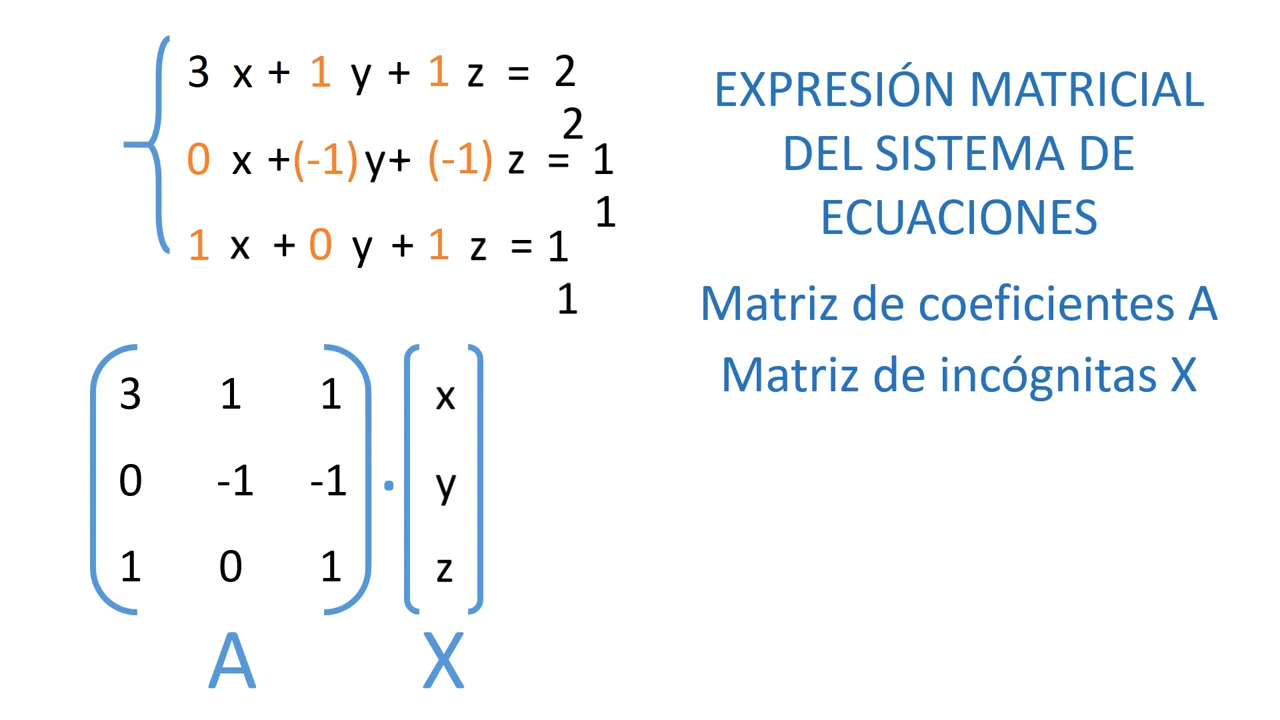 3 x + 1 y + 1 z = 2
2
0 x +(-1) y+ (-1) z = 1
1
1 x + 0 y + 1 z = 1
1
EXPRESIÓN MATRICIAL
DEL SISTEMA DE
ECUACIONES
Matriz de coeficientes A
Matriz de incógnitas X
3 1 1 x
0 -1 -1 · y
1 0 1 z
A X